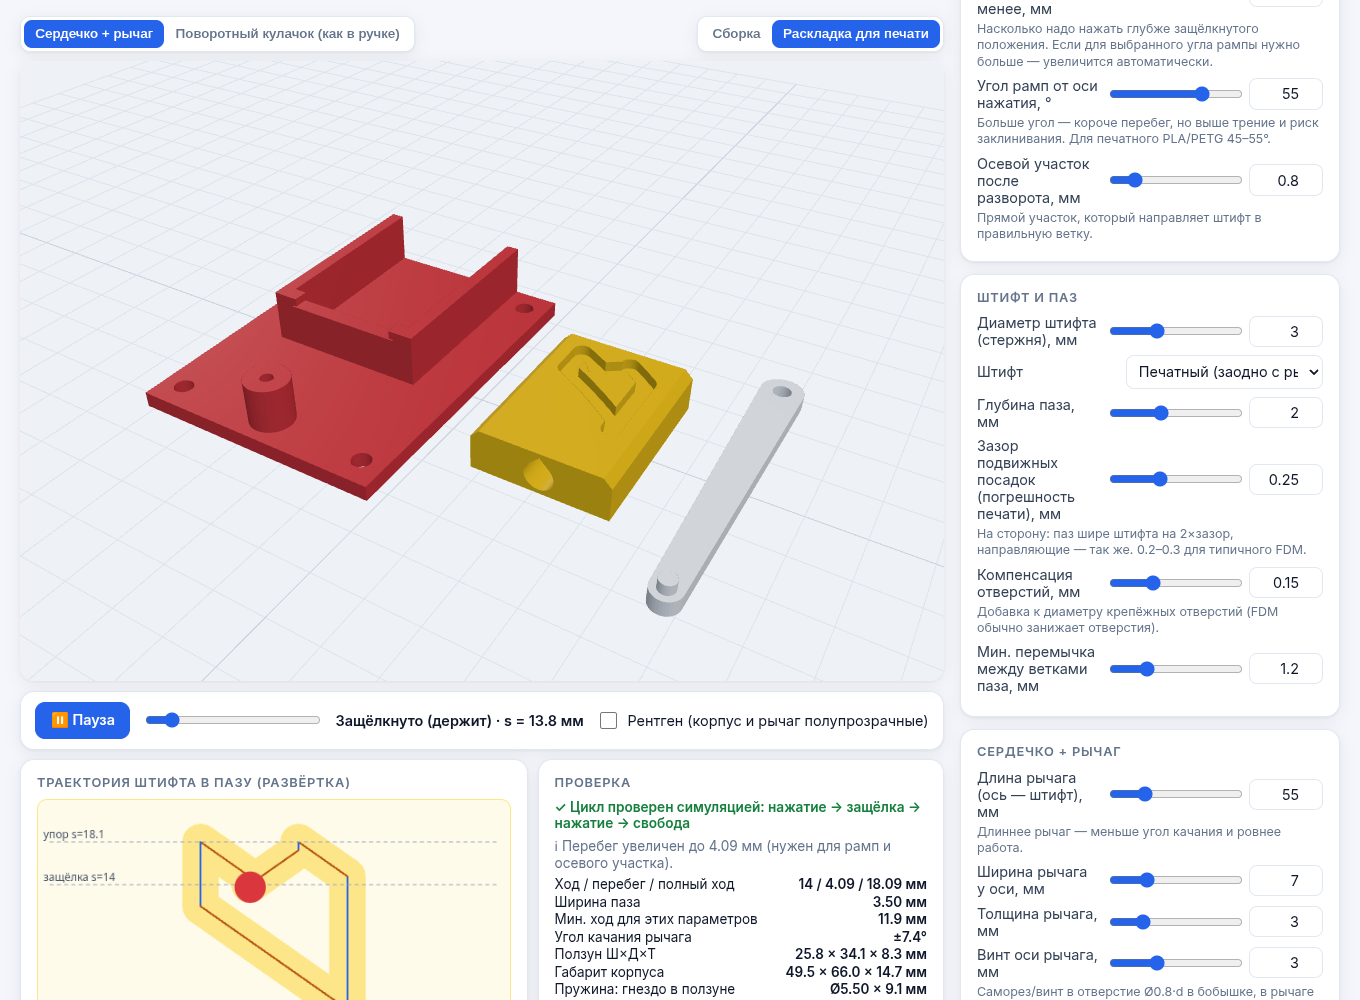 Сердечко + рычаг
Поворотный кулачок (как в ручке)
Сборка
Раскладка для печати
⏸ Пауза
Защёлкнуто (держит) · s = 13.8 мм
Рентген (корпус и рычаг полупрозрачные)
ТРАЕКТОРИЯ ШТИФТА В ПАЗУ (РАЗВЁРТКА)
упор s=18.1
защёлка s=14
ПРОВЕРКА
✓ Цикл проверен симуляцией: нажатие → защёлка →
нажатие → свобода
i Перебег увеличен до 4.09 мм (нужен для рамп и
осевого участка).
Ход / перебег / полный ход 14 / 4.09 / 18.09 мм
Ширина паза 3.50 мм
Мин. ход для этих параметров 11.9 мм
Угол качания рычага ±7.4°
Ползун Ш×Д×Т 25.8 × 34.1 × 8.3 мм
Габарит корпуса 49.5 × 66.0 × 14.7 мм
Пружина: гнездо в ползуне Ø5.50 × 9.1 мм
менее, мм
Насколько надо нажать глубже защёлкнутого
положения. Если для выбранного угла рампы нужно
больше — увеличится автоматически.
Угол рамп от оси
нажатия, °
55
Больше угол — короче перебег, но выше трение и риск
заклинивания. Для печатного PLA/PETG 45–55°.
Осевой участок
после
разворота, мм
0.8
Прямой участок, который направляет штифт в
правильную ветку.
ШТИФТ И ПАЗ
Диаметр штифта
(стержня), мм
3
Штифт
Печатный (заодно с ры
Глубина паза,
мм
2
Зазор
подвижных
посадок
(погрешность
печати), мм
0.25
На сторону: паз шире штифта на 2×зазор,
направляющие — так же. 0.2–0.3 для типичного FDM.
Компенсация
отверстий, мм
0.15
Добавка к диаметру крепёжных отверстий (FDM
обычно занижает отверстия).
Мин. перемычка
между ветками
паза, мм
1.2
СЕРДЕЧКО + РЫЧАГ
Длина рычага
(ось — штифт),
мм
55
Длиннее рычаг — меньше угол качания и ровнее
работа.
Ширина рычага
у оси, мм
7
Толщина рычага,
мм
3
Винт оси рычага,
мм
3
Саморез/винт в отверстие Ø0.8·d в бобышке, в рычаге